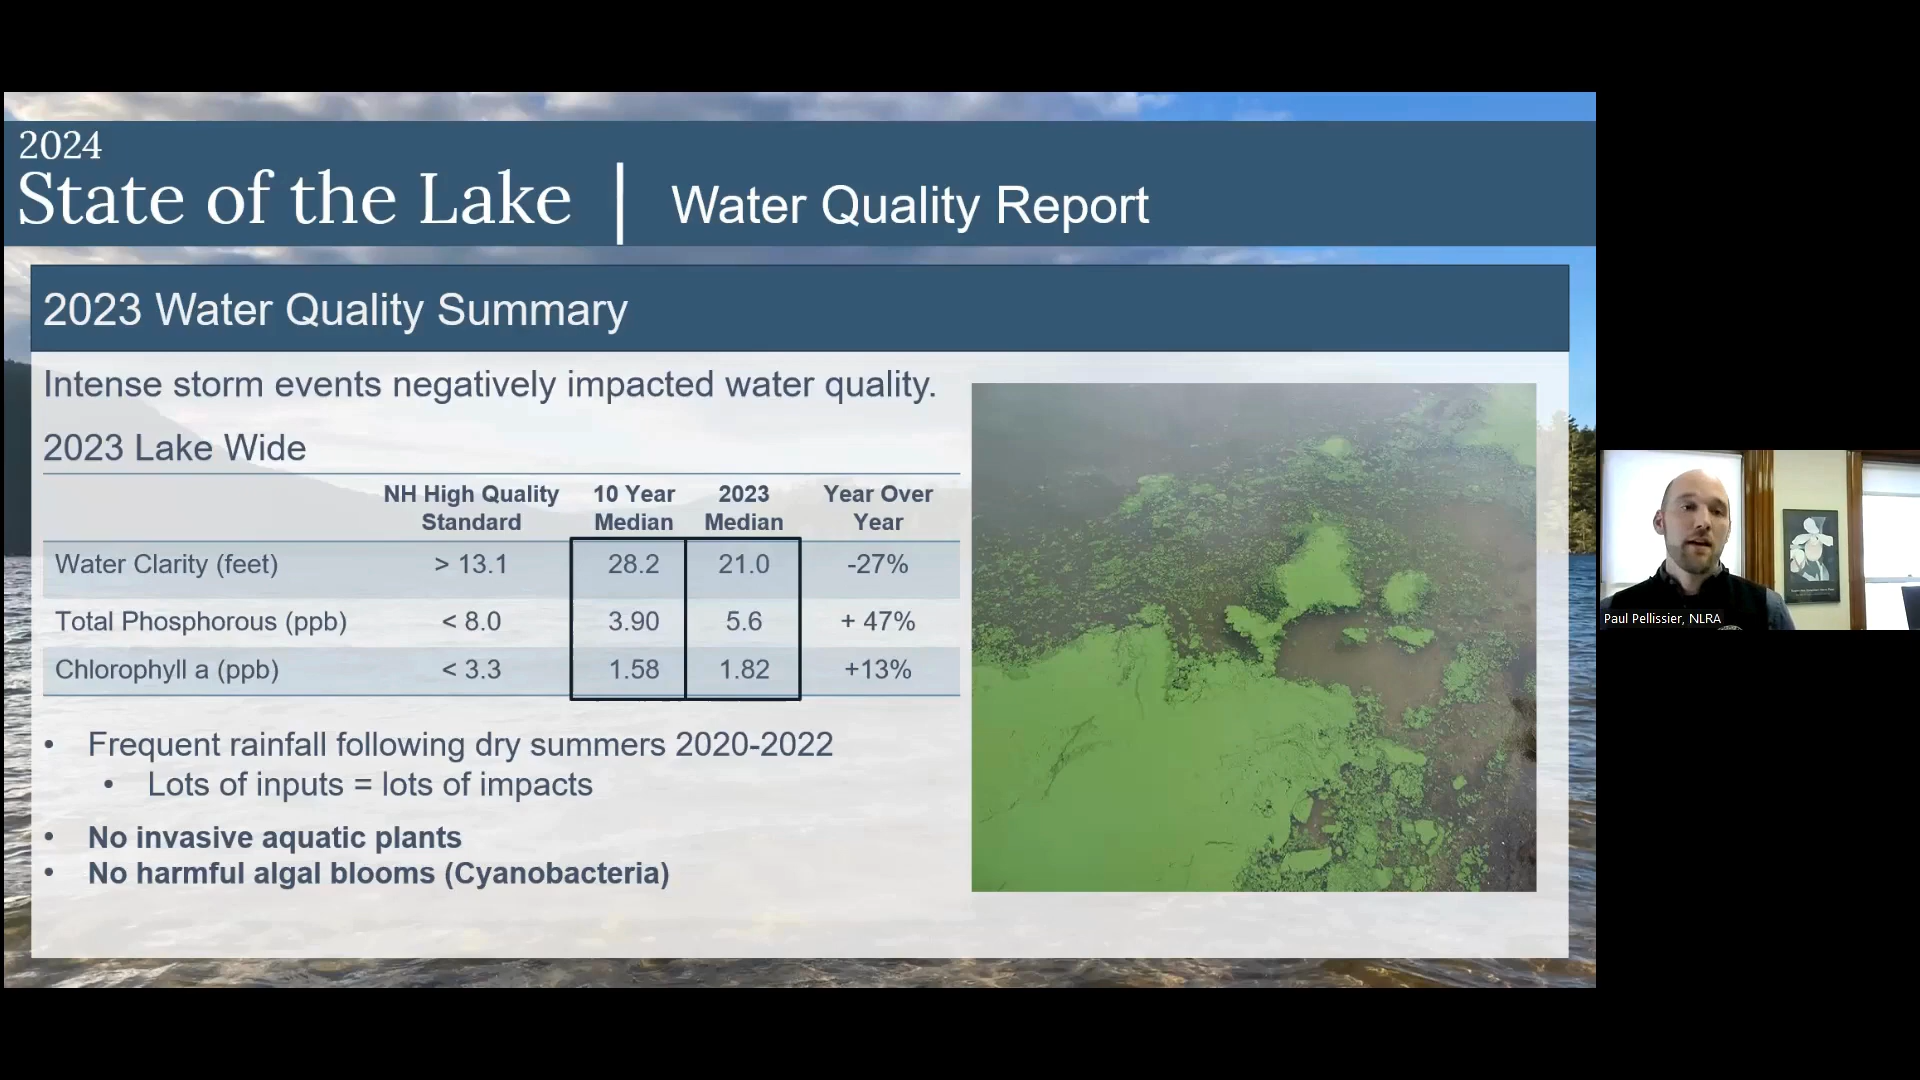 2024
State of the Lake | Water Quality Report
2023 Water Quality Summary
Intense storm events negatively impacted water quality.
2023 Lake Wide
NH High Quality Standard 10 Year Median 2023 Median Year Over Year
Water Clarity (feet) > 13.1 28.2 21.0 -27%
Total Phosphorous (ppb) < 8.0 3.90 5.6 + 47%
Chlorophyll a (ppb) < 3.3 1.58 1.82 +13%
• Frequent rainfall following dry summers 2020-2022
• Lots of inputs = lots of impacts
• No invasive aquatic plants
• No harmful algal blooms (Cyanobacteria)
Paul Pellissier, NLRA